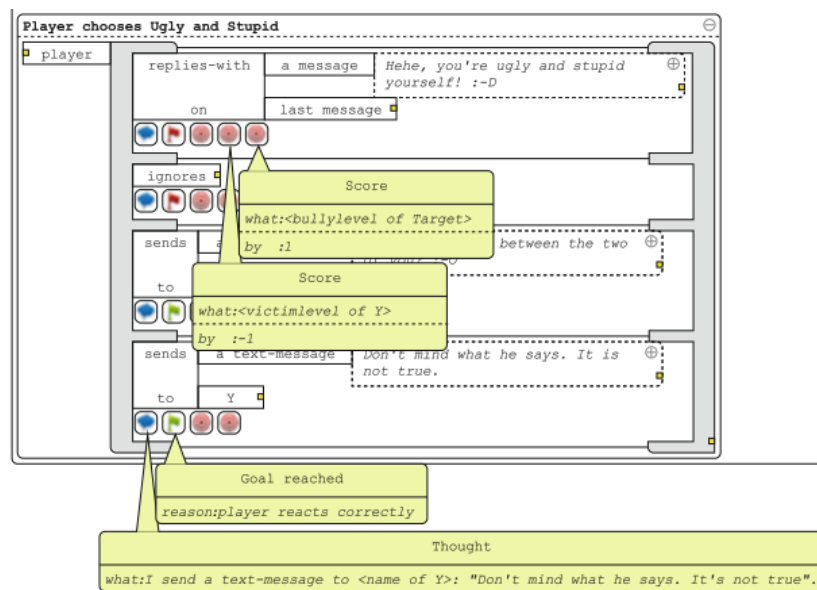 Player chooses Ugly and Stupid
player
replies-with a message Hehe, you're ugly and stupid
yourself! :-D
on last message
ignores
Score
what:<bullylevel of Target>
by :1
sends a between the two
to
Score
what:<victimlevel of Y>
by :-1
sends a text-message Don't mind what he says. It is
not true.
to Y
Goal reached
reason:player reacts correctly
Thought
what:I send a text-message to <name of Y>: "Don't mind what he says. It's not true".